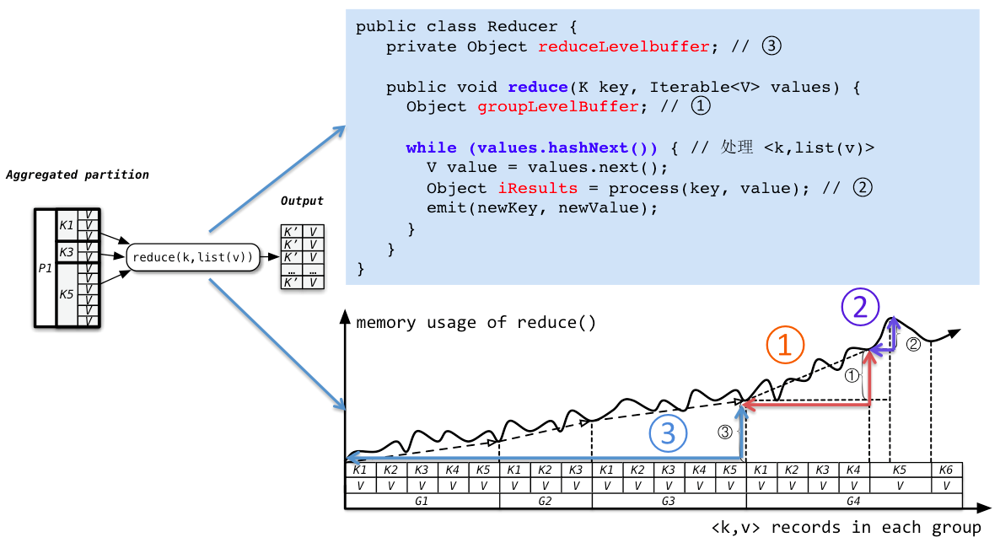 public class Reducer {
private Object reduceLevelbuffer; // ③
public void reduce(K key, Iterable<V> values) {
Object groupLevelBuffer; // ①
while (values.hashNext()) { // 处理 <k,list(v)>
V value = values.next();
Object iResults = process(key, value); // ②
emit(newKey, newValue);
}
}
}
Aggregated partition
P1
K1
V
V
V
K3
V
V
K5
V
V
V
V
V
V
reduce(k,list(v))
Output
K’ V
K’ V
K’ V
… …
K’ V
memory usage of reduce()
②
①
②
①
③
③
K1 K2 K3 K4 K5 K1 K2 K3 K1 K2 K3 K4 K5 K1 K2 K3 K4 K5 K6
V V V V V V V V V V V V V V V V V V V
G1 G2 G3 G4
<k,v> records in each group